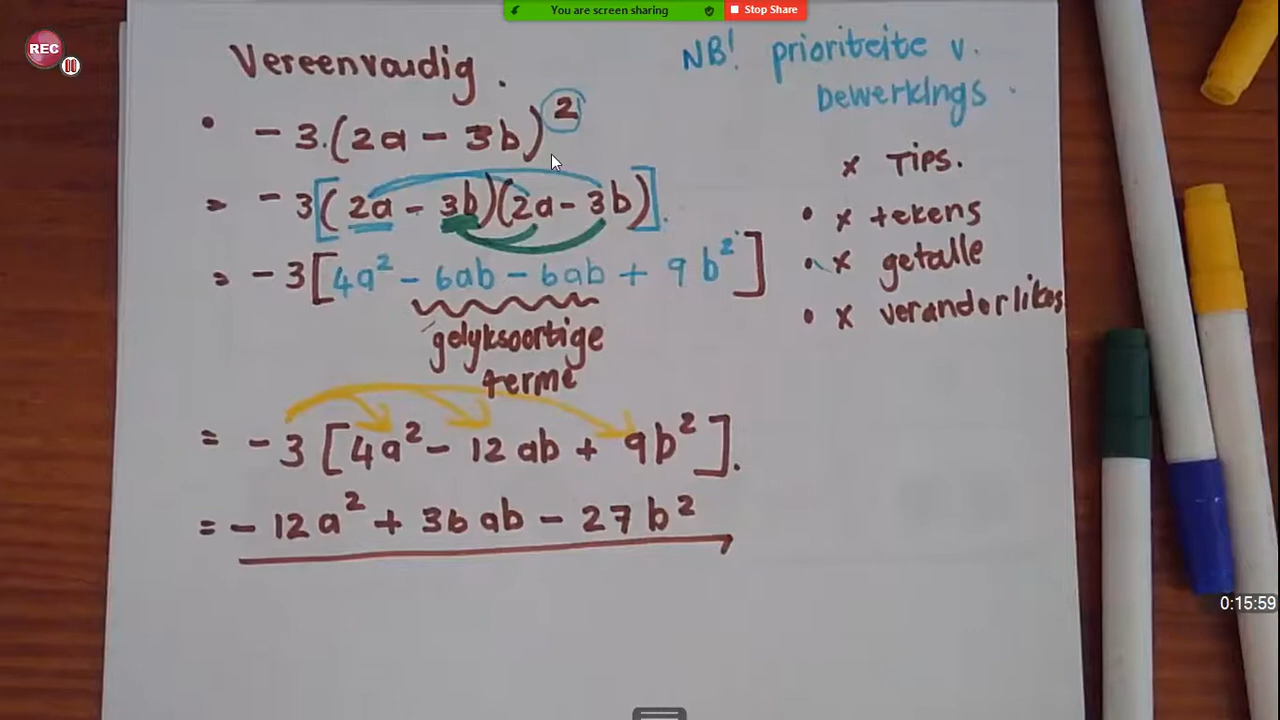 You are screen sharing
Stop Share
REC
Vereenvoudig.
NB! prioriteite v.
bewerkings.
• - 3.(2a - 3b)²
= - 3[(2a - 3b)(2a - 3b)].
= - 3[4a² - 6ab - 6ab + 9b²]
gelyksoortige
terme
= - 3[4a² - 12ab + 9b²].
= - 12a² + 36ab - 27b²
x Tips.
• x tekens
• x getalle
• x veranderlikes
0:15:59